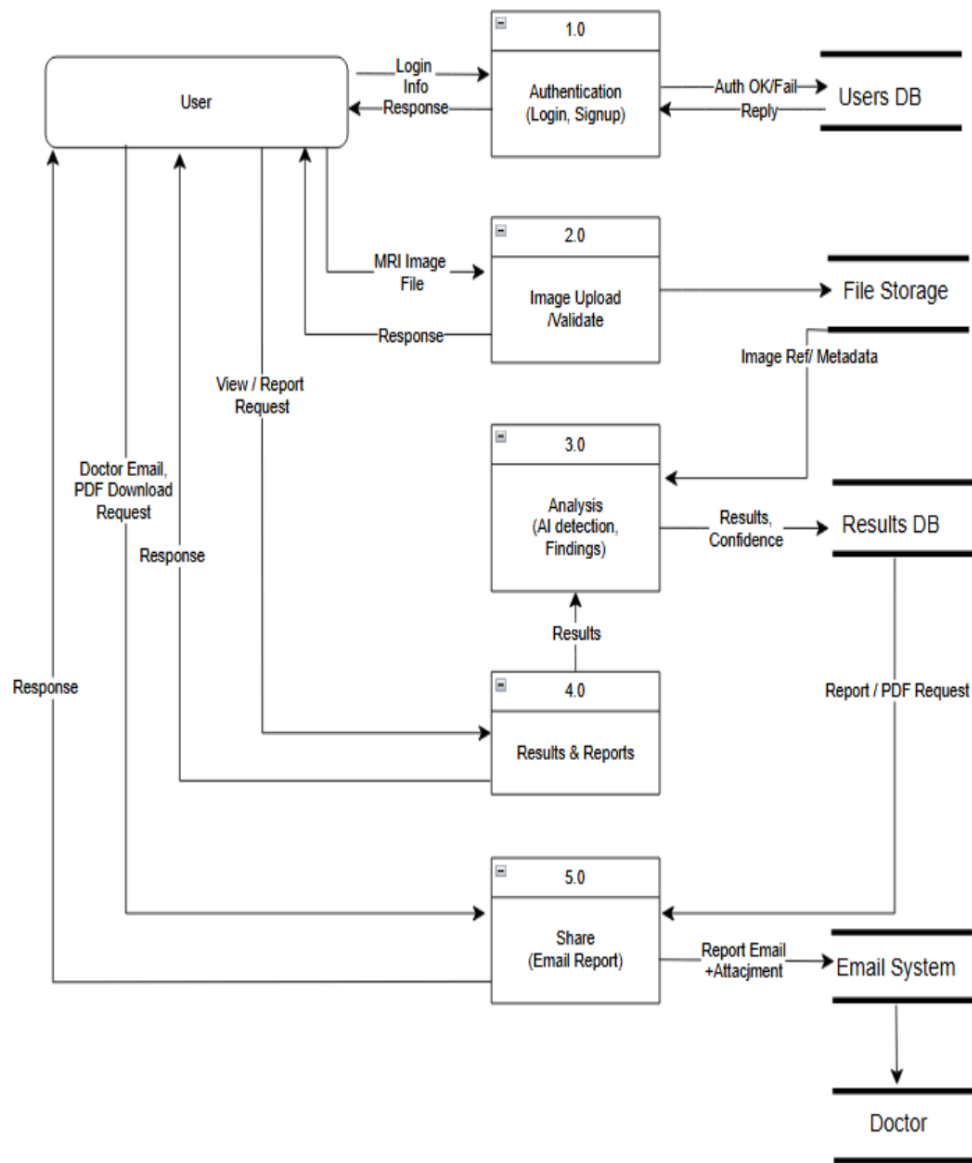 1.0
User
Login
Info
Response
Authentication
(Login, Signup)
Auth OK/Fail
Reply
Users DB
2.0
MRI Image
File
Image Upload
/Validate
File Storage
Response
Image Ref/ Metadata
View / Report
Request
3.0
Doctor Email,
PDF Download
Request
Analysis
(AI detection,
Findings)
Results,
Confidence
Results DB
Response
Results
Response
4.0
Results & Reports
Report / PDF Request
5.0
Share
(Email Report)
Report Email
+Attacjment
Email System
Doctor